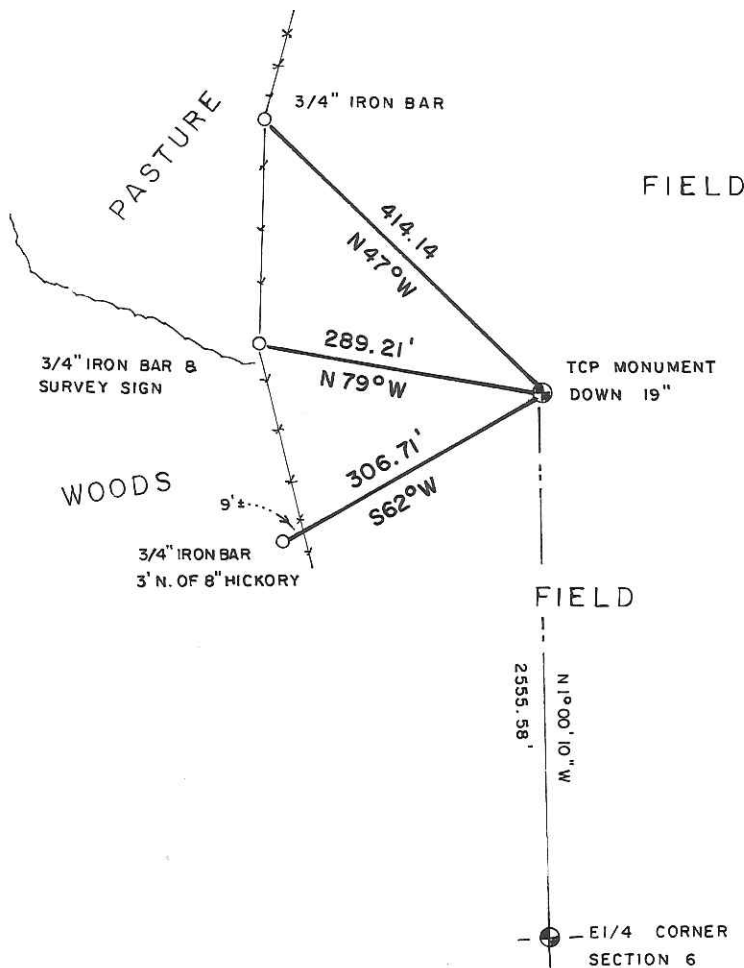 3/4" IRON BAR
PASTURE
FIELD
414.14
N47°W
289.21'
N79°W
3/4" IRON BAR &
SURVEY SIGN
TCP MONUMENT
DOWN 19"
306.71'
S62°W
WOODS
9'±
3/4" IRON BAR
3' N. OF 8" HICKORY
FIELD
N1°00'10"W
2555.58'
E1/4 CORNER
SECTION 6